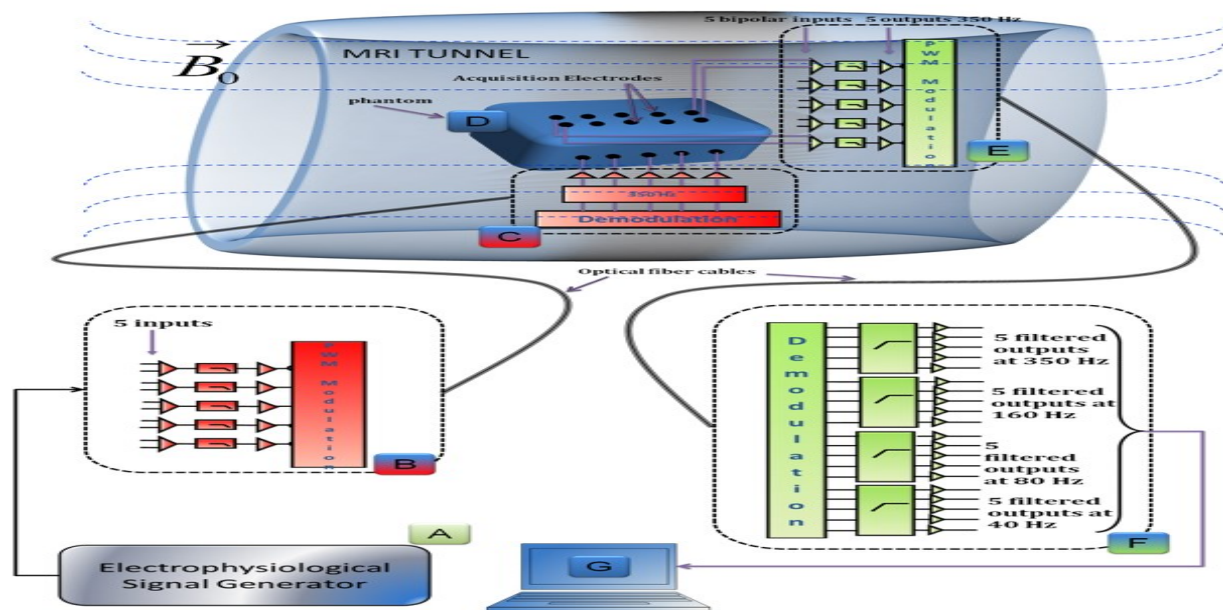 5 bipolar inputs
5 outputs 350 Hz
B0
MRI TUNNEL
Acquisition Electrodes
phantom
D
PWM Modulation
E
350 Hz
Demodulation
C
Optical fiber cables
5 inputs
PWM Modulation
B
Demodulation
5 filtered
outputs
at 350 Hz
5 filtered
outputs at
160 Hz
5
filtered
outputs
at 80 Hz
5 filtered
outputs at
40 Hz
F
A
Electrophysiological
Signal Generator
G